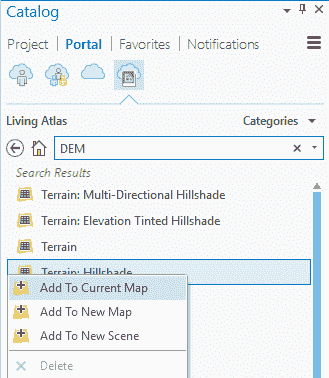 Catalog
Project Portal Favorites Notifications
Living Atlas Categories
DEM
Search Results
Terrain: Multi-Directional Hillshade
Terrain: Elevation Tinted Hillshade
Terrain
Terrain: Hillshade
Add To Current Map
Add To New Map
Add To New Scene
Delete